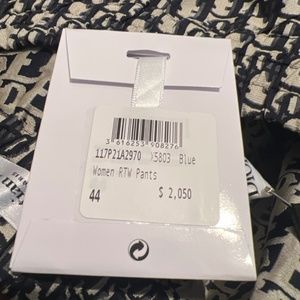 3 616253 908276
117P21A2970 X5803 Blue
Women RTW Pants
44 $ 2,050